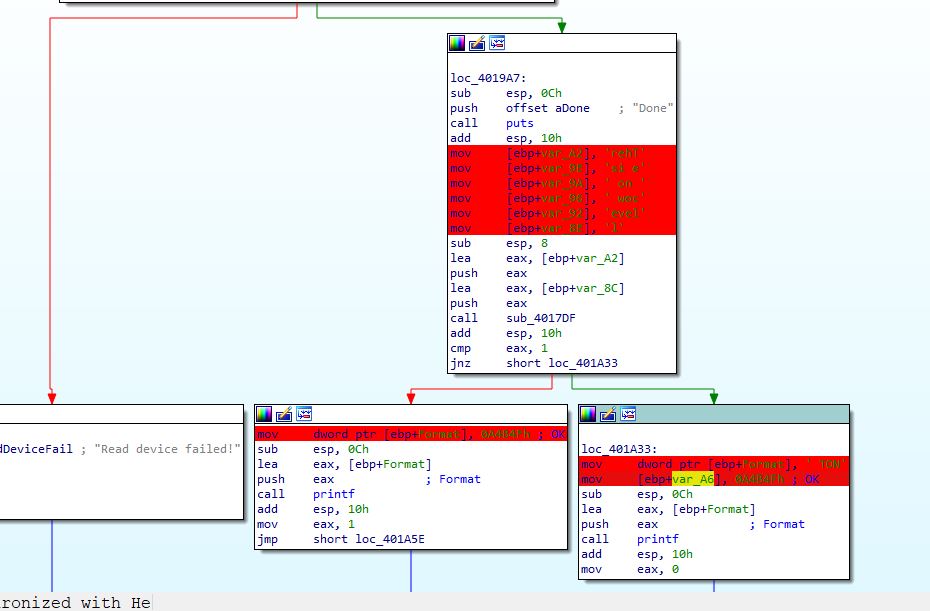 loc_4019A7:
sub esp, 0Ch
push offset aDone ; "Done"
call puts
add esp, 10h
mov [ebp+var_A2], 'rehT'
mov [ebp+var_9E], 'si e'
mov [ebp+var_9A], ' on '
mov [ebp+var_96], ' woc'
mov [ebp+var_92], 'evel'
mov [ebp+var_8E], 'l'
sub esp, 8
lea eax, [ebp+var_A2]
push eax
lea eax, [ebp+var_8C]
push eax
call sub_4017DF
add esp, 10h
cmp eax, 1
jnz short loc_401A33
dDeviceFail ; "Read device failed!"
mov dword ptr [ebp+Format], 0A4B4Fh ; OK
sub esp, 0Ch
lea eax, [ebp+Format]
push eax ; Format
call printf
add esp, 10h
mov eax, 1
jmp short loc_401A5E
loc_401A33:
mov dword ptr [ebp+Format], ' TON'
mov [ebp+var_A6], 0A4B4Fh ; OK
sub esp, 0Ch
lea eax, [ebp+Format]
push eax ; Format
call printf
add esp, 10h
mov eax, 0
ronized with He